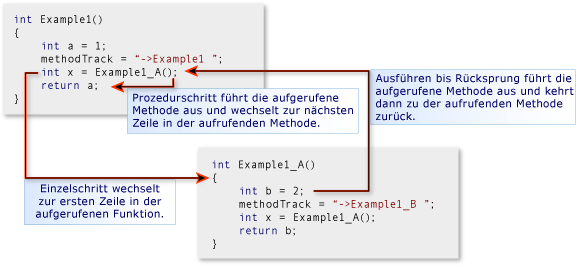 int Example1()
{
int a = 1;
methodTrack = “->Example1 ”;
int x = Example1_A();
return a;
}
Prozedurschritt führt die aufgerufene
Methode aus und wechselt zur nächsten
Zeile in der aufrufenden Methode.
Ausführen bis Rücksprung führt die
aufgerufene Methode aus und kehrt
dann zu der aufrufenden Methode
zurück.
Einzelschritt wechselt
zur ersten Zeile in der
aufgerufenen Funktion.
int Example1_A()
{
int b = 2;
methodTrack = “->Example1_B ”;
int x = Example1_A();
return b;
}